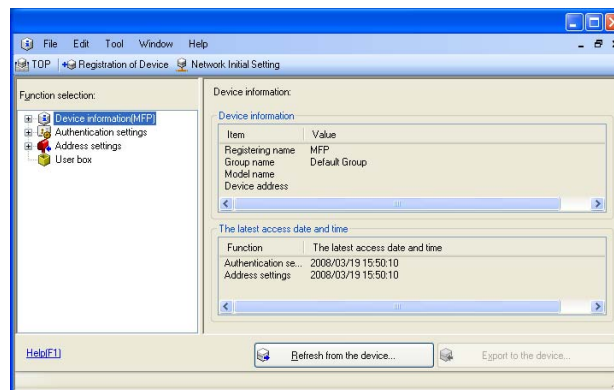 File Edit Tool Window Help
TOP Registration of Device Network Initial Setting
Function selection:
Device information(MFP)
Authentication settings
Address settings
User box
Device information:
Device information
Item Value
Registering name MFP
Group name Default Group
Model name
Device address
The latest access date and time
Function The latest access date and time
Authentication se... 2008/03/19 15:50:10
Address settings 2008/03/19 15:50:10
Help[F1]
Refresh from the device...
Export to the device...